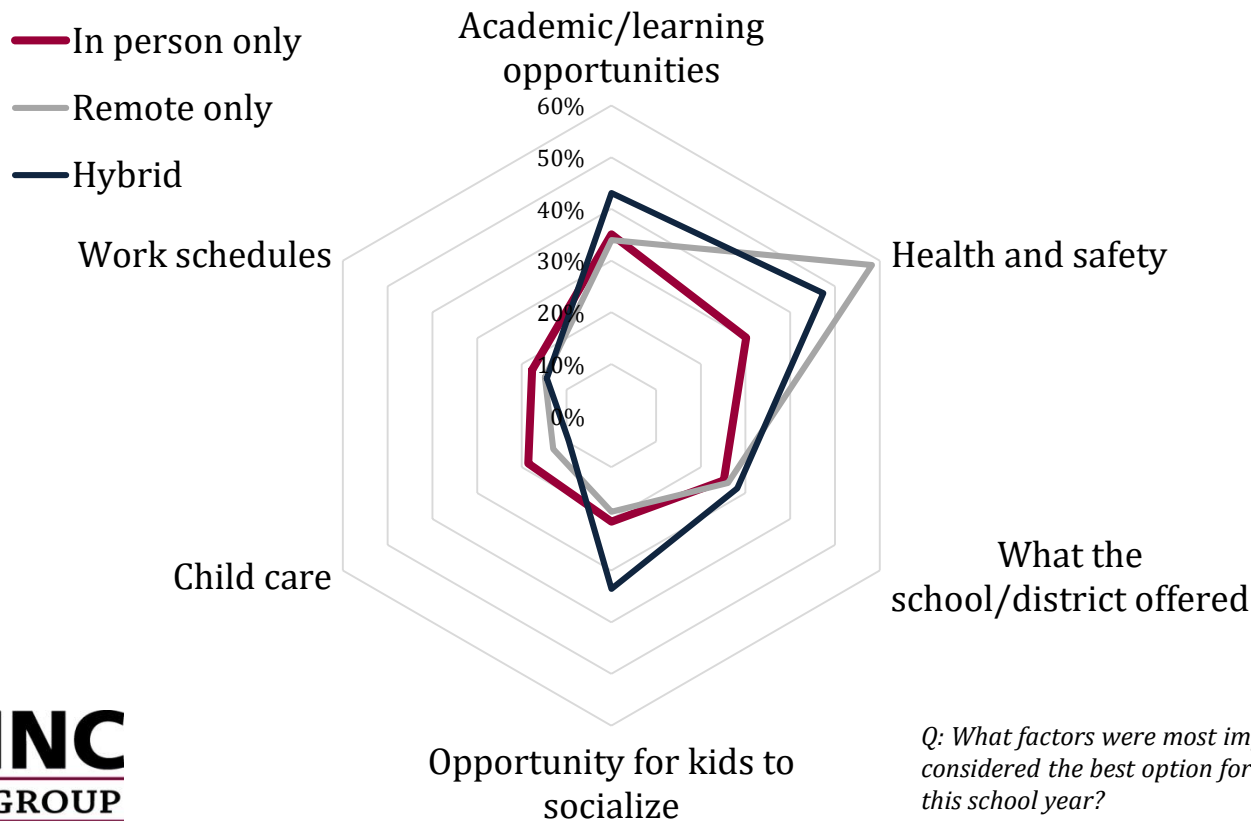 In person only
Remote only
Hybrid
Academic/learning
opportunities
60%
50%
40%
30%
20%
10%
0%
Health and safety
What the
school/district offered
Opportunity for kids to
socialize
Child care
Work schedules
INC
GROUP
Q: What factors were most im
considered the best option for
this school year?